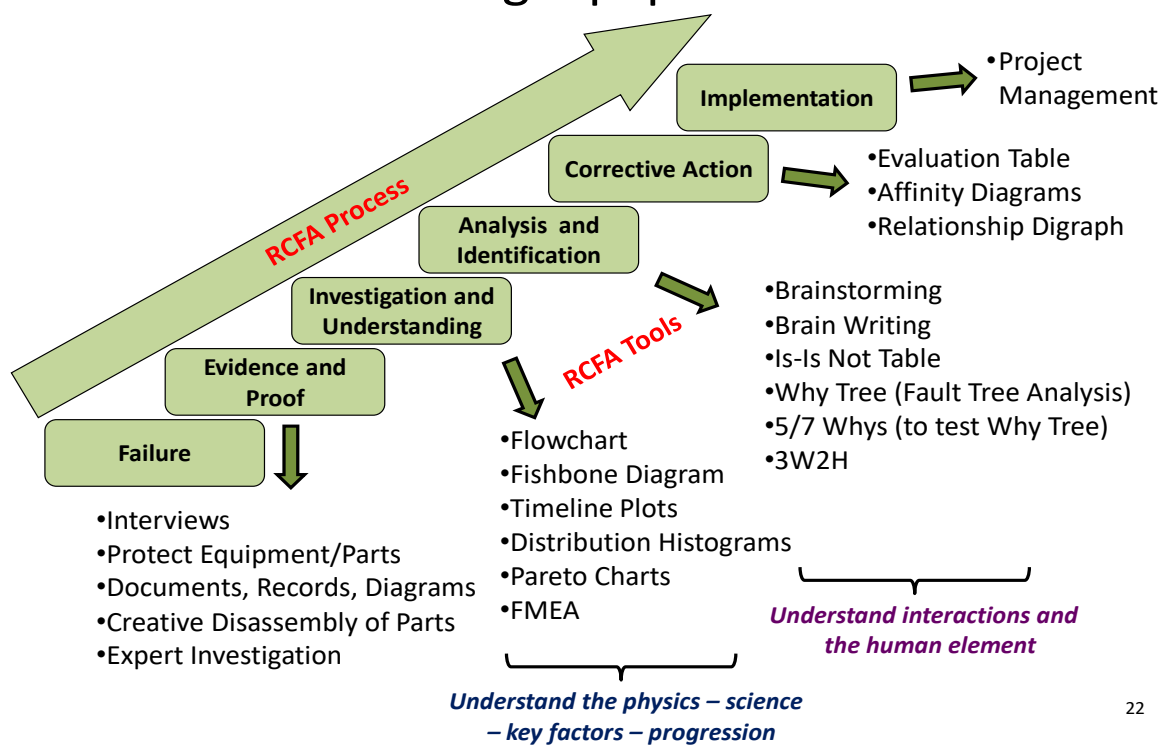 Implementation
•Project
Management
Corrective Action
•Evaluation Table
•Affinity Diagrams
•Relationship Digraph
RCFA Process
Analysis and
Identification
•Brainstorming
•Brain Writing
•Is-Is Not Table
•Why Tree (Fault Tree Analysis)
•5/7 Whys (to test Why Tree)
•3W2H
Investigation and
Understanding
RCFA Tools
•Flowchart
•Fishbone Diagram
•Timeline Plots
•Distribution Histograms
•Pareto Charts
•FMEA
Evidence and
Proof
Failure
•Interviews
•Protect Equipment/Parts
•Documents, Records, Diagrams
•Creative Disassembly of Parts
•Expert Investigation
Understand interactions and
the human element
Understand the physics – science
– key factors – progression
22